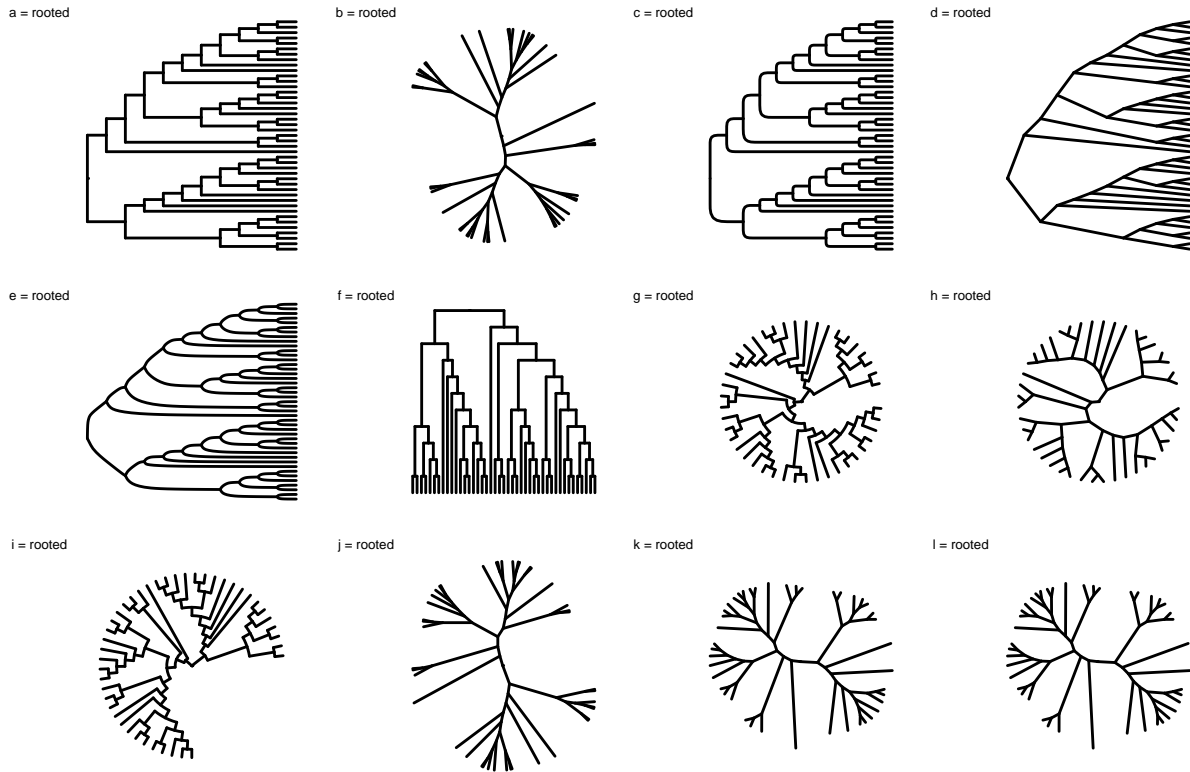 a = rooted
b = rooted
c = rooted
d = rooted
e = rooted
f = rooted
g = rooted
h = rooted
i = rooted
j = rooted
k = rooted
l = rooted